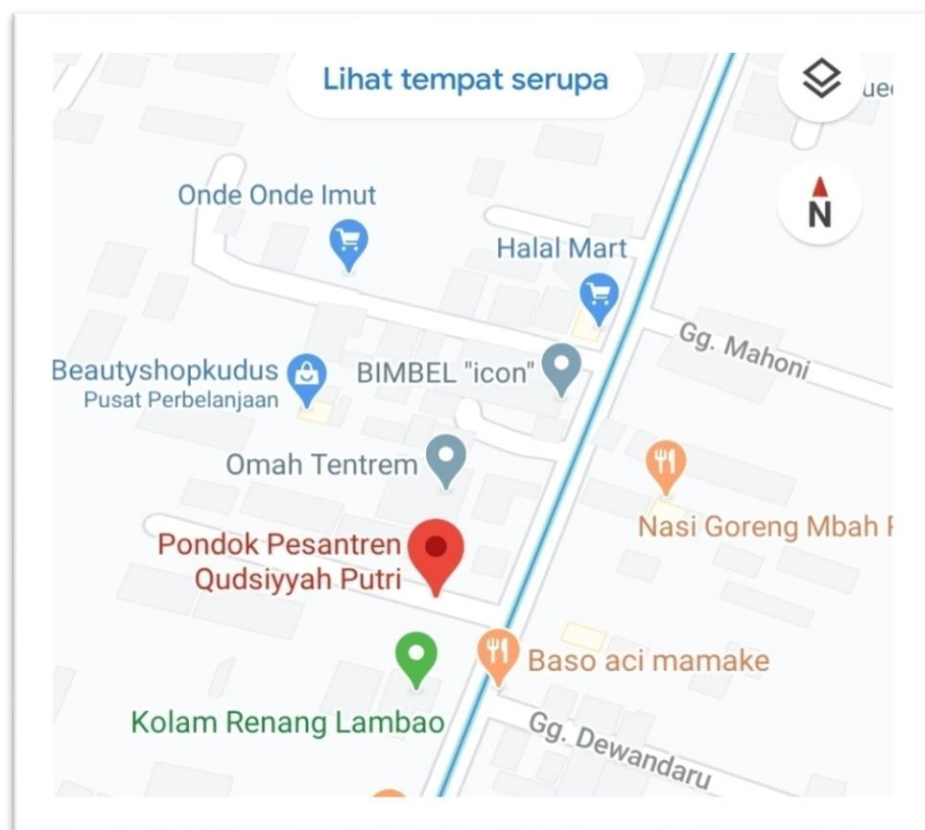 Lihat tempat serupa
N
Onde Onde Imut
Halal Mart
Gg. Mahoni
Beautyshopkudus
Pusat Perbelanjaan
BIMBEL "icon"
Omah Tentrem
Nasi Goreng Mbah
Pondok Pesantren
Qudsiyyah Putri
Baso aci mamake
Kolam Renang Lambao
Gg. Dewandaru